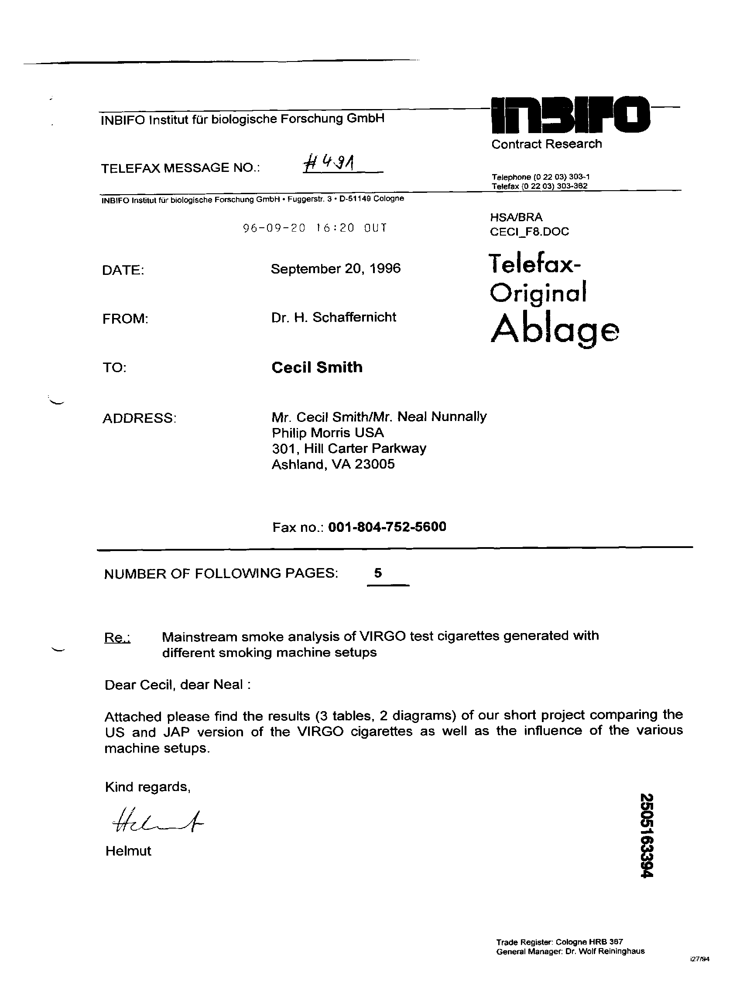 INBIFO Institut für biologische Forschung GmbH
INBIFO
Contract Research
TELEFAX MESSAGE NO.: #491
Telephone (0 22 03) 303-1
Telefax (0 22 03) 303-362
INBIFO Institut für biologische Forschung GmbH • Fuggerstr. 3 • D-51149 Cologne
96-09-20 16:20 OUT
HSA/BRA
CECI_F8.DOC
Telefax-
Original
Ablage
DATE: September 20, 1996
FROM: Dr. H. Schaffernicht
TO: Cecil Smith
ADDRESS: Mr. Cecil Smith/Mr. Neal Nunnally
Philip Morris USA
301, Hill Carter Parkway
Ashland, VA 23005
Fax no.: 001-804-752-5600
NUMBER OF FOLLOWING PAGES: 5
Re.: Mainstream smoke analysis of VIRGO test cigarettes generated with
different smoking machine setups
Dear Cecil, dear Neal :
Attached please find the results (3 tables, 2 diagrams) of our short project comparing the
US and JAP version of the VIRGO cigarettes as well as the influence of the various
machine setups.
Kind regards,
Helmut
Helmut
2505163394
Trade Register: Cologne HRB 367
General Manager: Dr. Wolf Reininghaus
i27/94